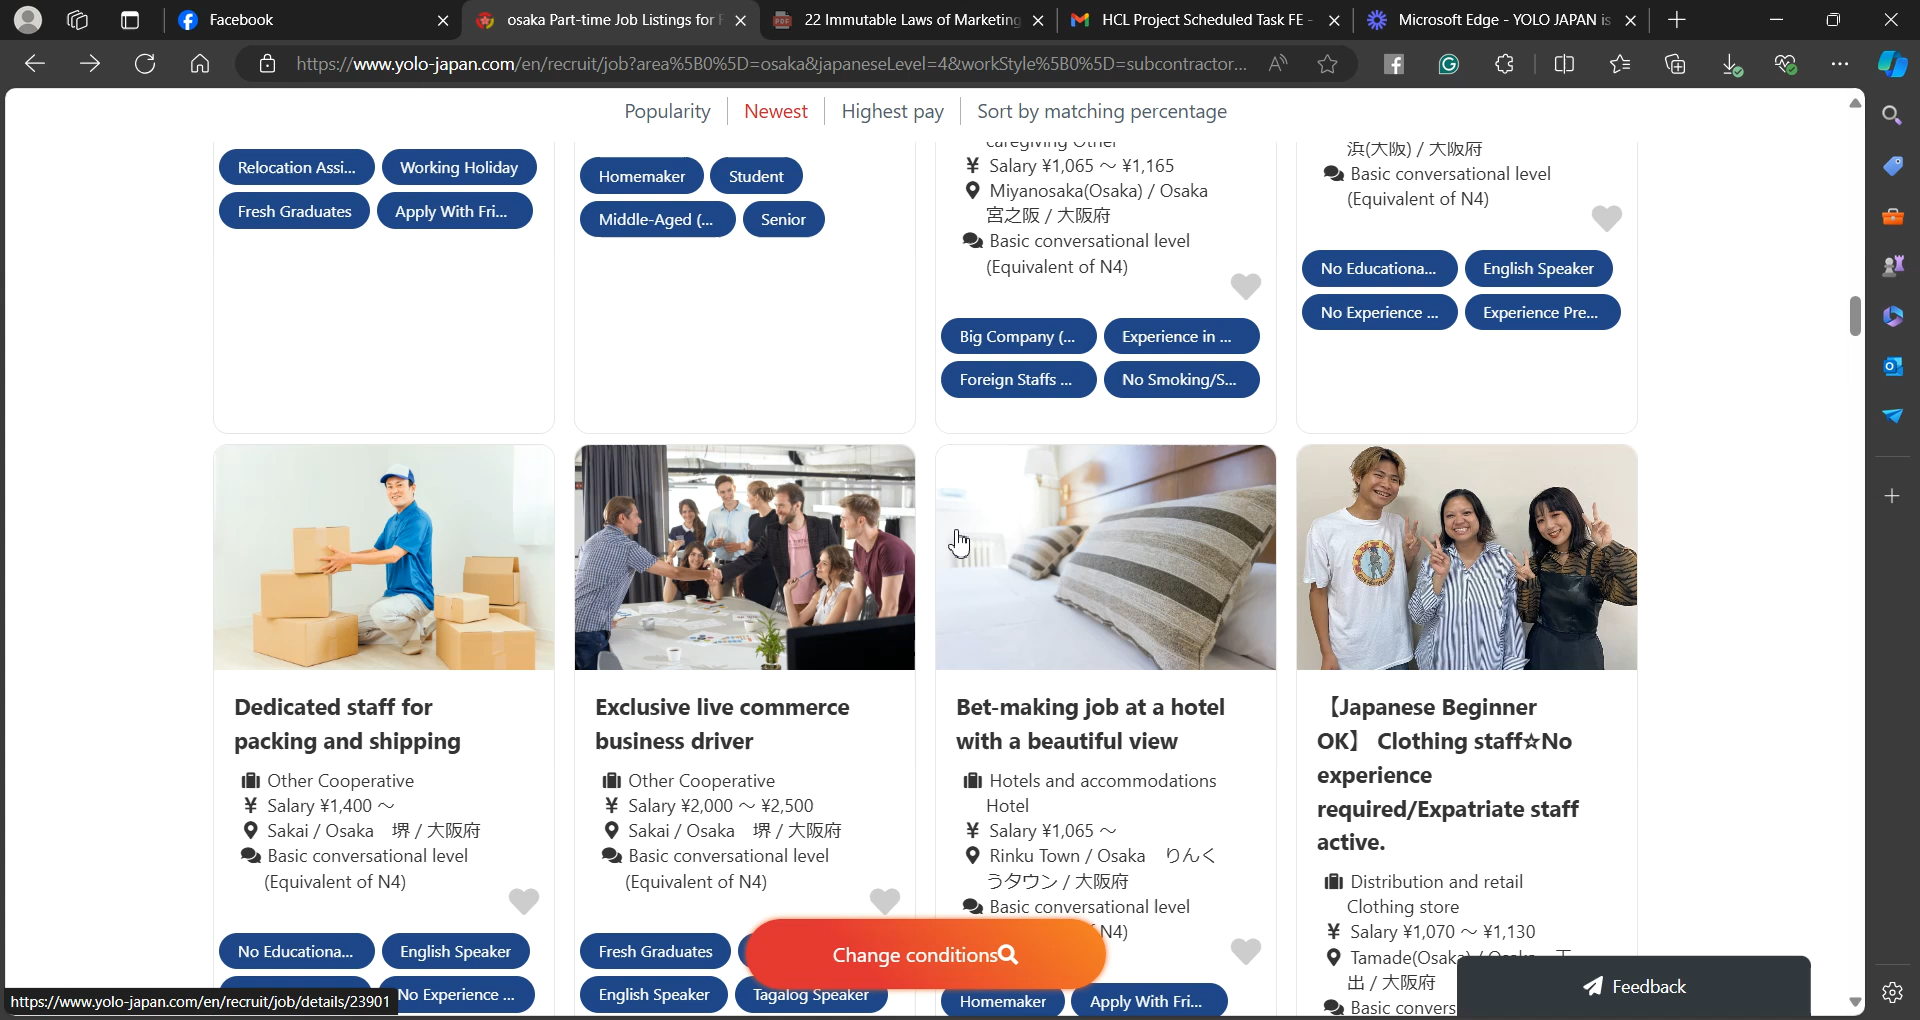 Facebook
osaka Part-time Job Listings for F
22 Immutable Laws of Marketing
HCL Project Scheduled Task FE -
Microsoft Edge - YOLO JAPAN is
https://www.yolo-japan.com/en/recruit/job?area%5B0%5D=osaka&japaneseLevel=4&workStyle%5B0%5D=subcontractor...
Popularity
Newest
Highest pay
Sort by matching percentage
Relocation Assi...
Working Holiday
Fresh Graduates
Apply With Fri...
Homemaker
Student
Middle-Aged (...
Senior
caregiving Other
¥ Salary ¥1,065 ～ ¥1,165
Miyanosaka(Osaka) / Osaka
宮之阪 / 大阪府
Basic conversational level
(Equivalent of N4)
Big Company (...
Experience in ...
Foreign Staffs ...
No Smoking/S...
浜(大阪) / 大阪府
Basic conversational level
(Equivalent of N4)
No Educationa...
English Speaker
No Experience ...
Experience Pre...
Dedicated staff for
packing and shipping
Other Cooperative
¥ Salary ¥1,400 ～
Sakai / Osaka 堺 / 大阪府
Basic conversational level
(Equivalent of N4)
No Educationa...
English Speaker
No Experience ...
Exclusive live commerce
business driver
Other Cooperative
¥ Salary ¥2,000 ～ ¥2,500
Sakai / Osaka 堺 / 大阪府
Basic conversational level
(Equivalent of N4)
Fresh Graduates
English Speaker
Tagalog Speaker
Bet-making job at a hotel
with a beautiful view
Hotels and accommodations
Hotel
¥ Salary ¥1,065 ～
Rinku Town / Osaka りんく
うタウン / 大阪府
Basic conversational level
N4)
Homemaker
Apply With Fri...
【Japanese Beginner
OK】 Clothing staff☆No
experience
required/Expatriate staff
active.
Distribution and retail
Clothing store
¥ Salary ¥1,070 ～ ¥1,130
Tamade(Osaka) / Osaka 玉
出 / 大阪府
Basic convers
Change conditions
Feedback
https://www.yolo-japan.com/en/recruit/job/details/23901